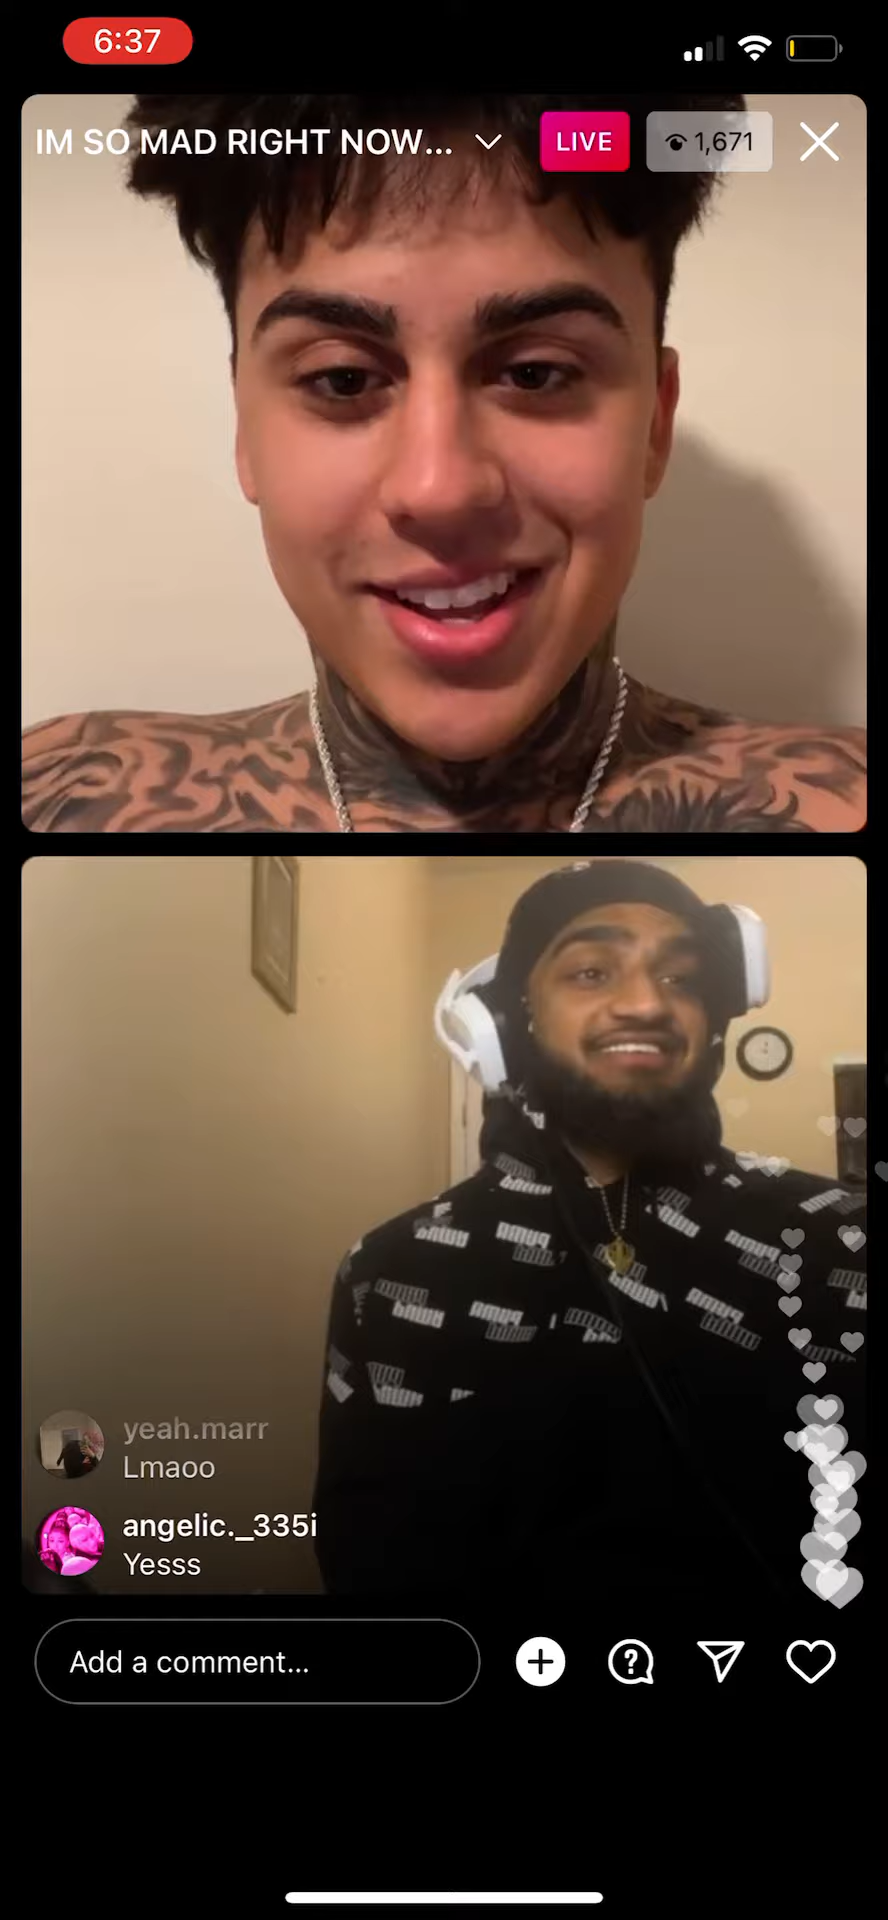 6:37
IM SO MAD RIGHT NOW...
LIVE
1,671
yeah.marr
Lmaoo
angelic._335i
Yesss
Add a comment...